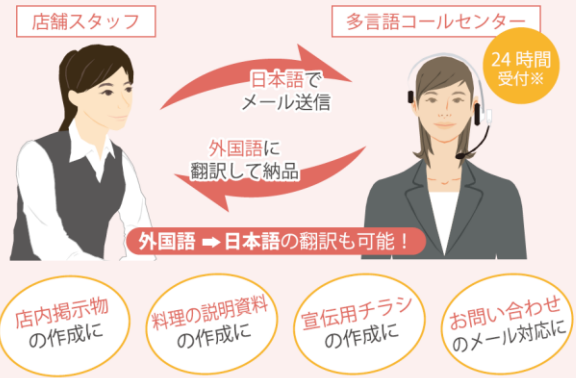 店舗スタッフ
多言語コールセンター
24時間
受付※
日本語で
メール送信
外国語に
翻訳して納品
外国語➡日本語の翻訳も可能！
店内掲示物
の作成に
料理の説明資料
の作成に
宣伝用チラシ
の作成に
お問い合わせ
のメール対応に